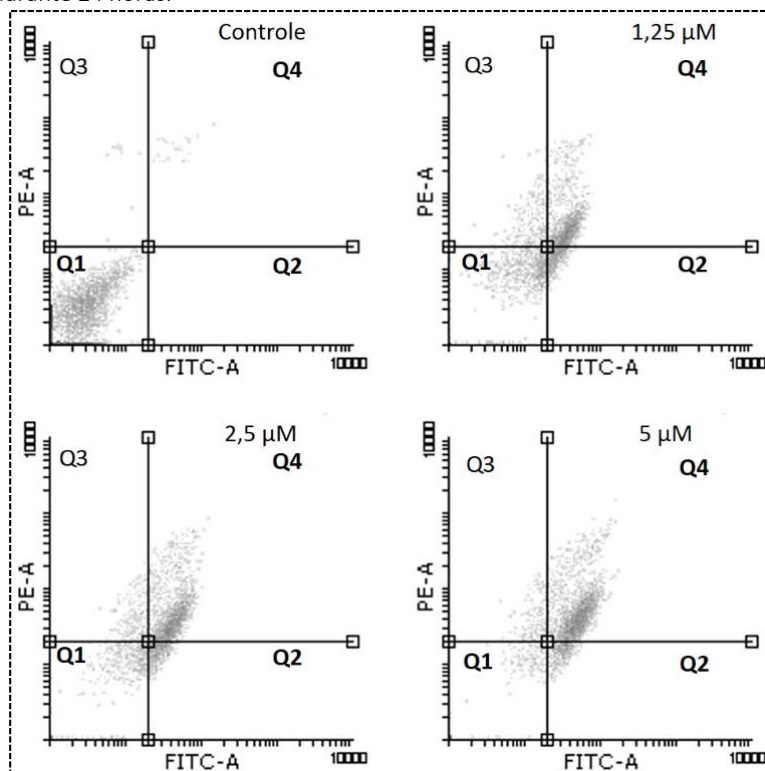 Controle
Q3
Q4
Q1
Q2
PE-A
FITC-A
1,25 µM
Q3
Q4
Q1
Q2
PE-A
FITC-A
2,5 µM
Q3
Q4
Q1
Q2
PE-A
FITC-A
5 µM
Q3
Q4
Q1
Q2
PE-A
FITC-A